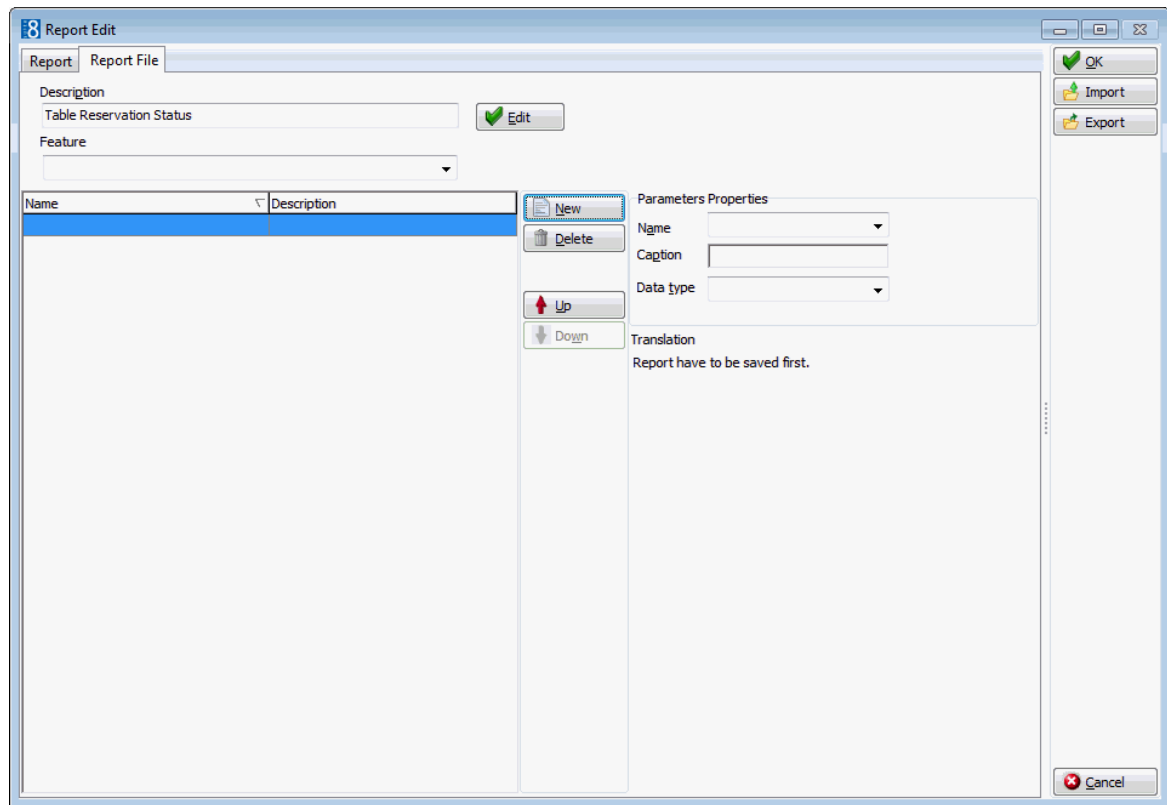 8 Report Edit
Report Report File
OK
Description
Import
Table Reservation Status Edit
Export
Feature
Name Description
New
Delete
Up
Down
Parameters Properties
Name
Caption
Data type
Translation
Report have to be saved first.
Cancel